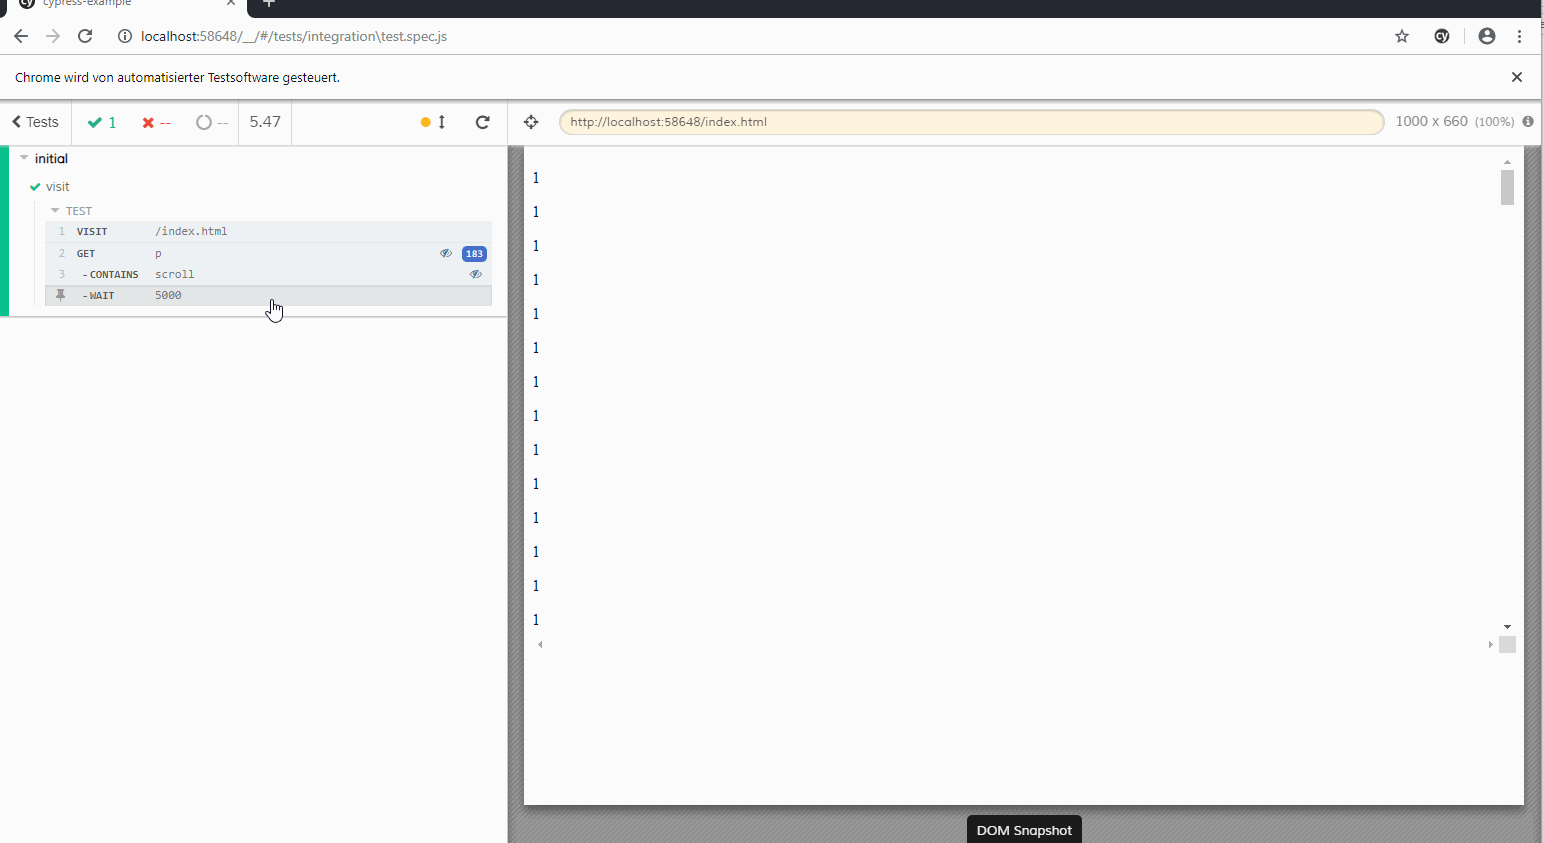 cy cypress-example
localhost:58648/__/#/tests/integration\test.spec.js
cy
Chrome wird von automatisierter Testsoftware gesteuert.
Tests 1 -- -- 5.47
http://localhost:58648/index.html 1000 x 660 (100%)
initial
visit
TEST
1 VISIT /index.html
2 GET p 183
3 -CONTAINS scroll
-WAIT 5000
1
1
1
1
1
1
1
1
1
1
1
1
1
1
DOM Snapshot